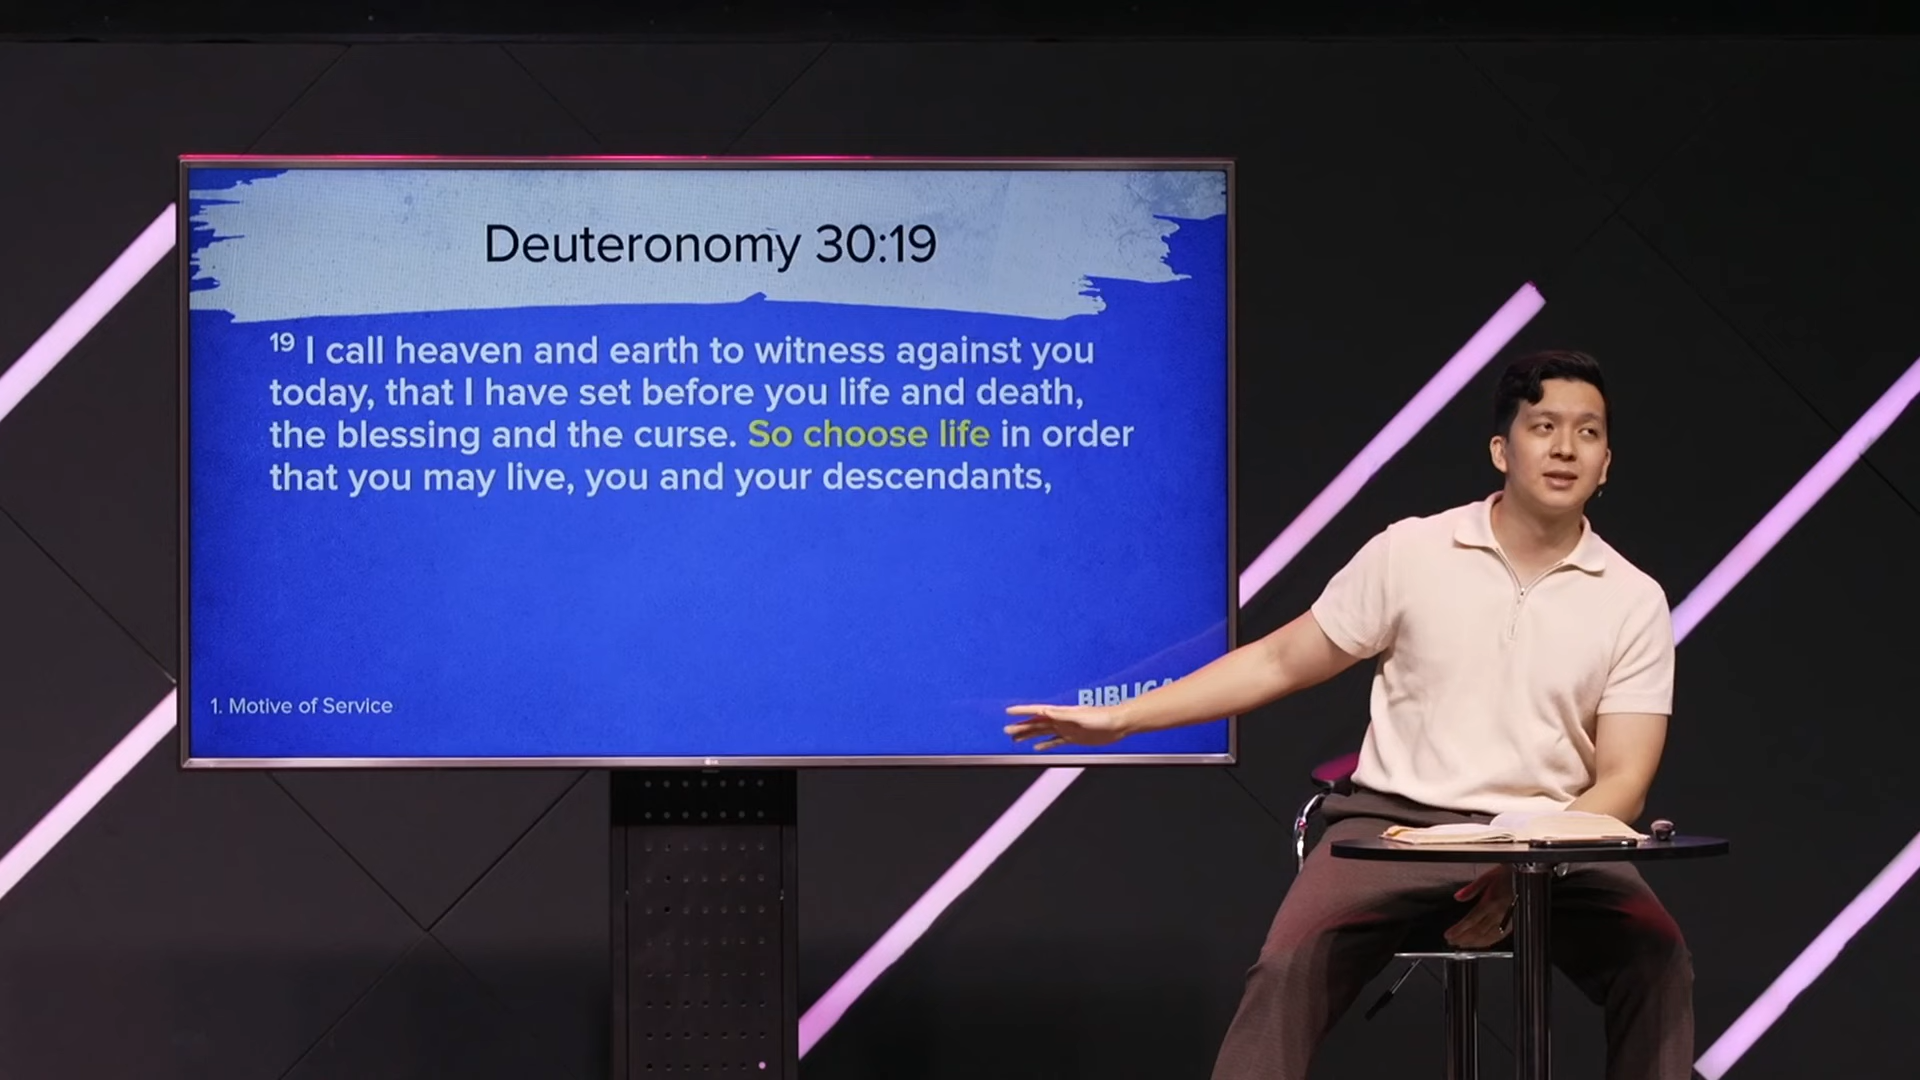 Deuteronomy 30:19
19 I call heaven and earth to witness against you
today, that I have set before you life and death,
the blessing and the curse. So choose life in order
that you may live, you and your descendants,
1. Motive of Service